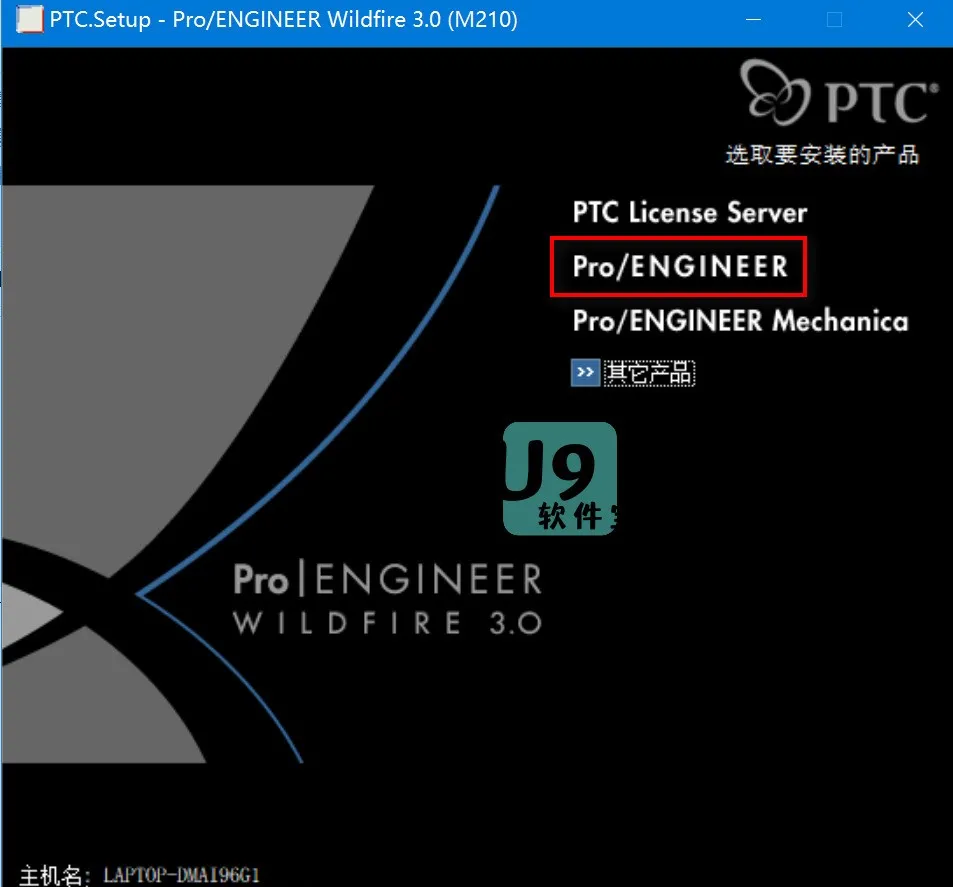 PTC.Setup - Pro/ENGINEER Wildfire 3.0 (M210)
PTC®
选取要安装的产品
PTC License Server
Pro/ENGINEER
Pro/ENGINEER Mechanica
>> 其它产品
J9
软件
Pro|ENGINEER
WILDFIRE 3.0
主机名: LAPTOP-DMAI96G1